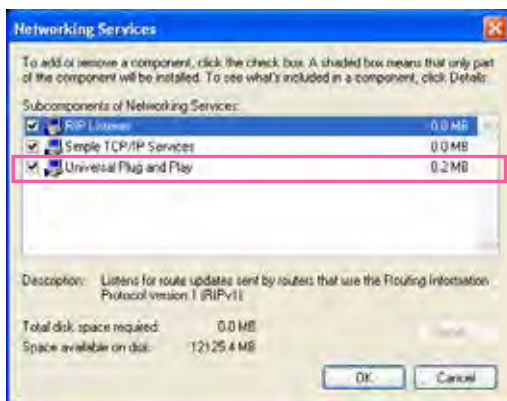 Networking Services
To add or remove a component, click the check box. A shaded box means that only part
of the component will be installed. To see what's included in a component, click Details.
Subcomponents of Networking Services:
RIP Listener 0.0 MB
Simple TCP/IP Services 0.0 MB
Universal Plug and Play 0.2 MB
Description: Listens for route updates sent by routers that use the Routing Information
Protocol version 1 (RIPv1)
Total disk space required: 0.0 MB
Space available on disk: 12125.4 MB
OK Cancel